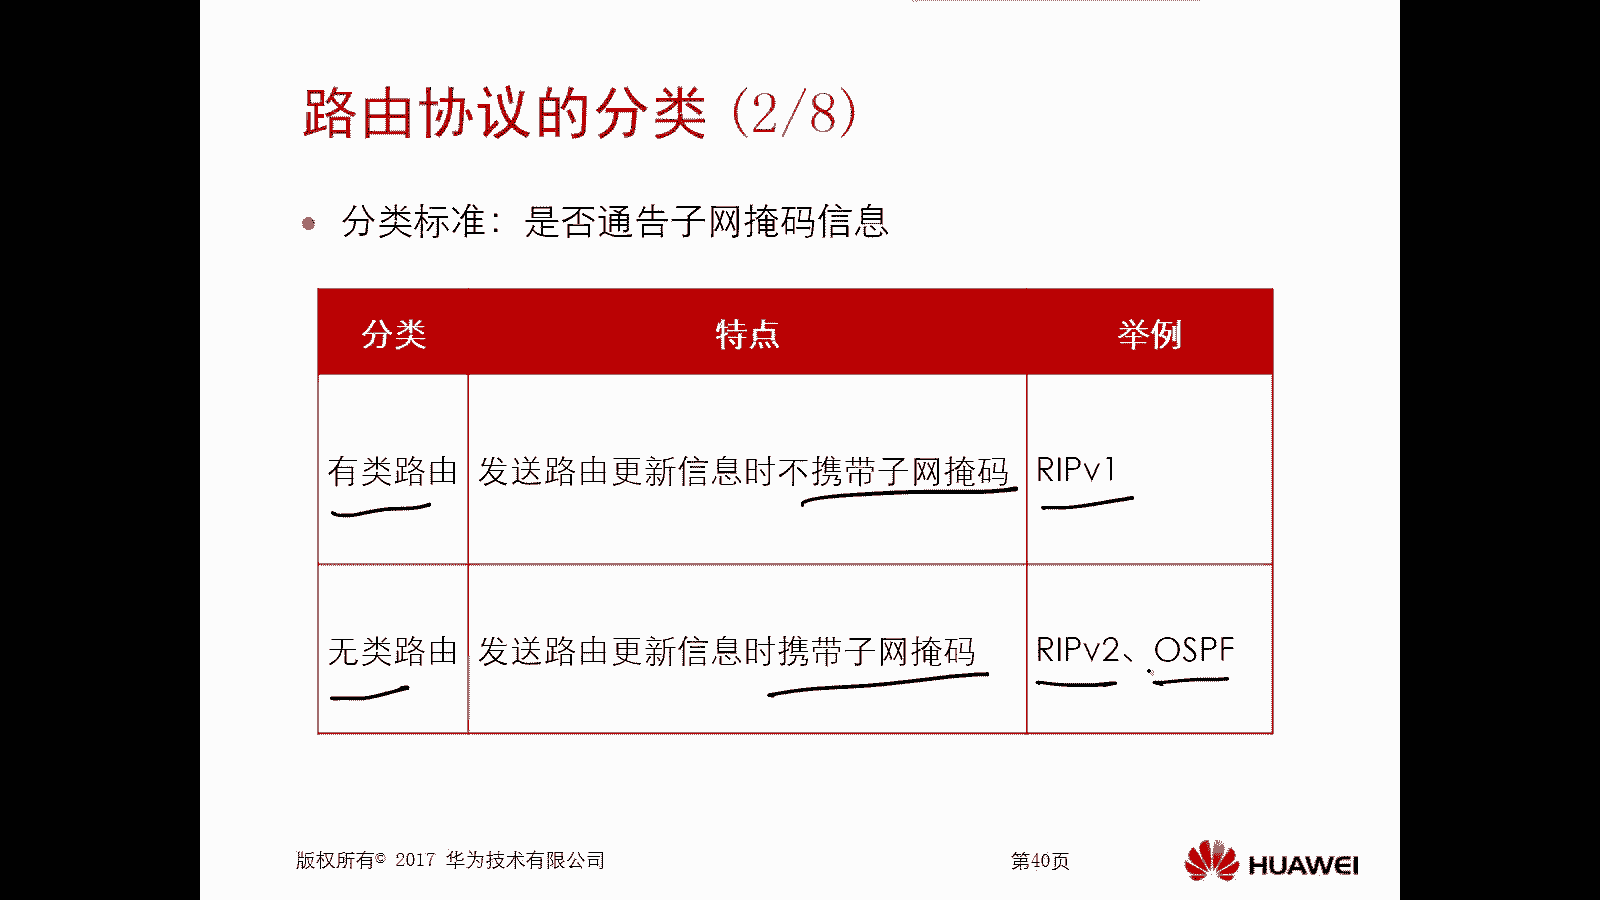 路由协议的分类 (2/8)
• 分类标准：是否通告子网掩码信息
分类 特点 举例
有类路由 发送路由更新信息时不携带子网掩码 RIPv1
无类路由 发送路由更新信息时携带子网掩码 RIPv2、OSPF
版权所有© 2017 华为技术有限公司 第40页 HUAWEI